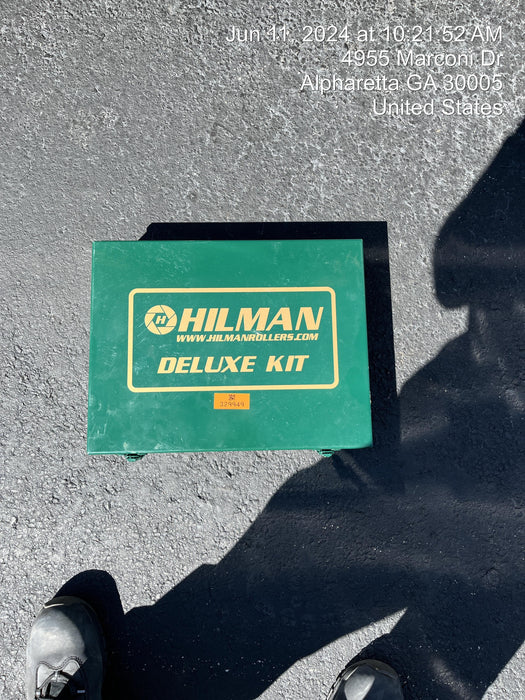 Jun 11, 2024 at 10:21:52 AM
4955 Marconi Dr
Alpharetta GA 30005
United States
H HILMAN
WWW.HILMANROLLERS.COM
DELUXE KIT